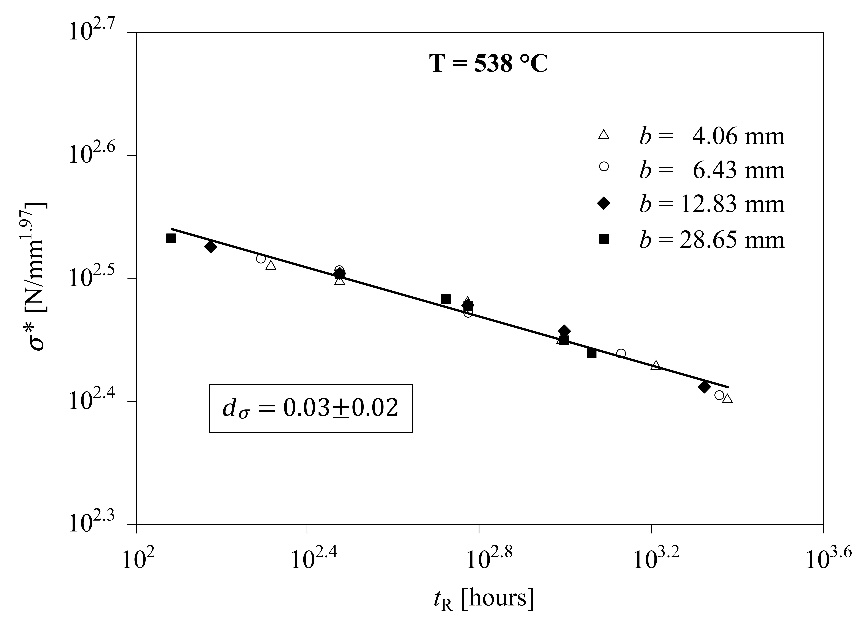 10^2.7
T = 538 °C
b = 4.06 mm
10^2.6
b = 6.43 mm
b = 12.83 mm
b = 28.65 mm
10^2.5
σ* [N/mm^1.97]
10^2.4
d_σ = 0.03±0.02
10^2.3
10^2 10^2.4 10^2.8 10^3.2 10^3.6
t_R [hours]